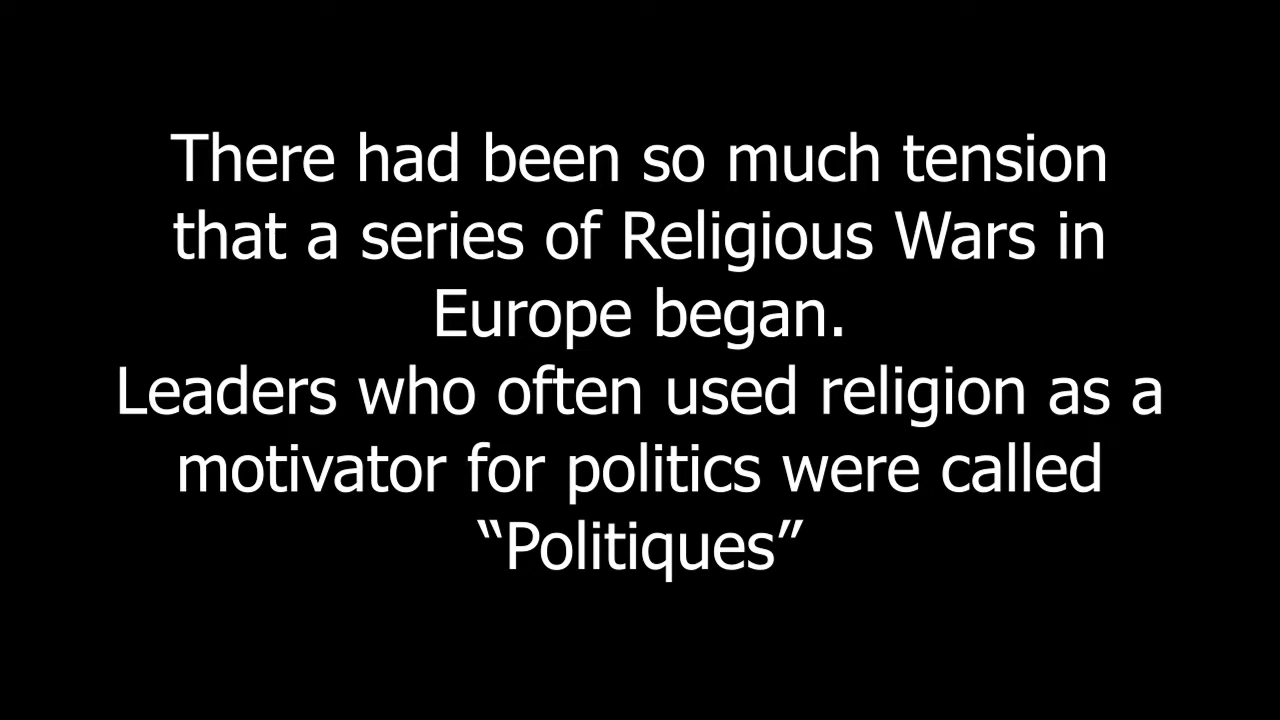 There had been so much tension
that a series of Religious Wars in
Europe began.
Leaders who often used religion as a
motivator for politics were called
“Politiques”